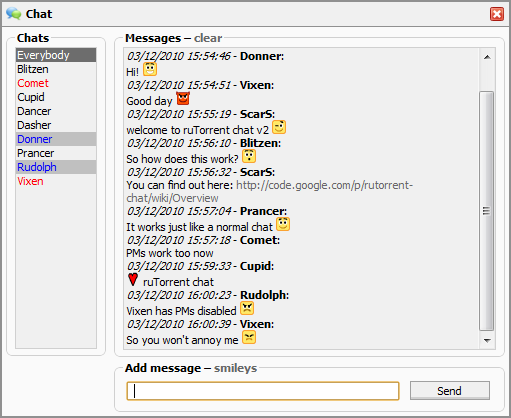 Chat
Chats
Everybody
Blitzen
Comet
Cupid
Dancer
Dasher
Donner
Prancer
Rudolph
Vixen
Messages – clear
03/12/2010 15:54:46 - Donner:
Hi!
03/12/2010 15:54:51 - Vixen:
Good day
03/12/2010 15:55:19 - ScarS:
welcome to ruTorrent chat v2
03/12/2010 15:56:10 - Blitzen:
So how does this work?
03/12/2010 15:56:32 - ScarS:
You can find out here: http://code.google.com/p/rutorrent-
chat/wiki/Overview
03/12/2010 15:57:04 - Prancer:
It works just like a normal chat
03/12/2010 15:57:18 - Comet:
PMs work too now
03/12/2010 15:59:33 - Cupid:
ruTorrent chat
03/12/2010 16:00:23 - Rudolph:
Vixen has PMs disabled
03/12/2010 16:00:39 - Vixen:
So you won't annoy me
Add message – smileys
Send